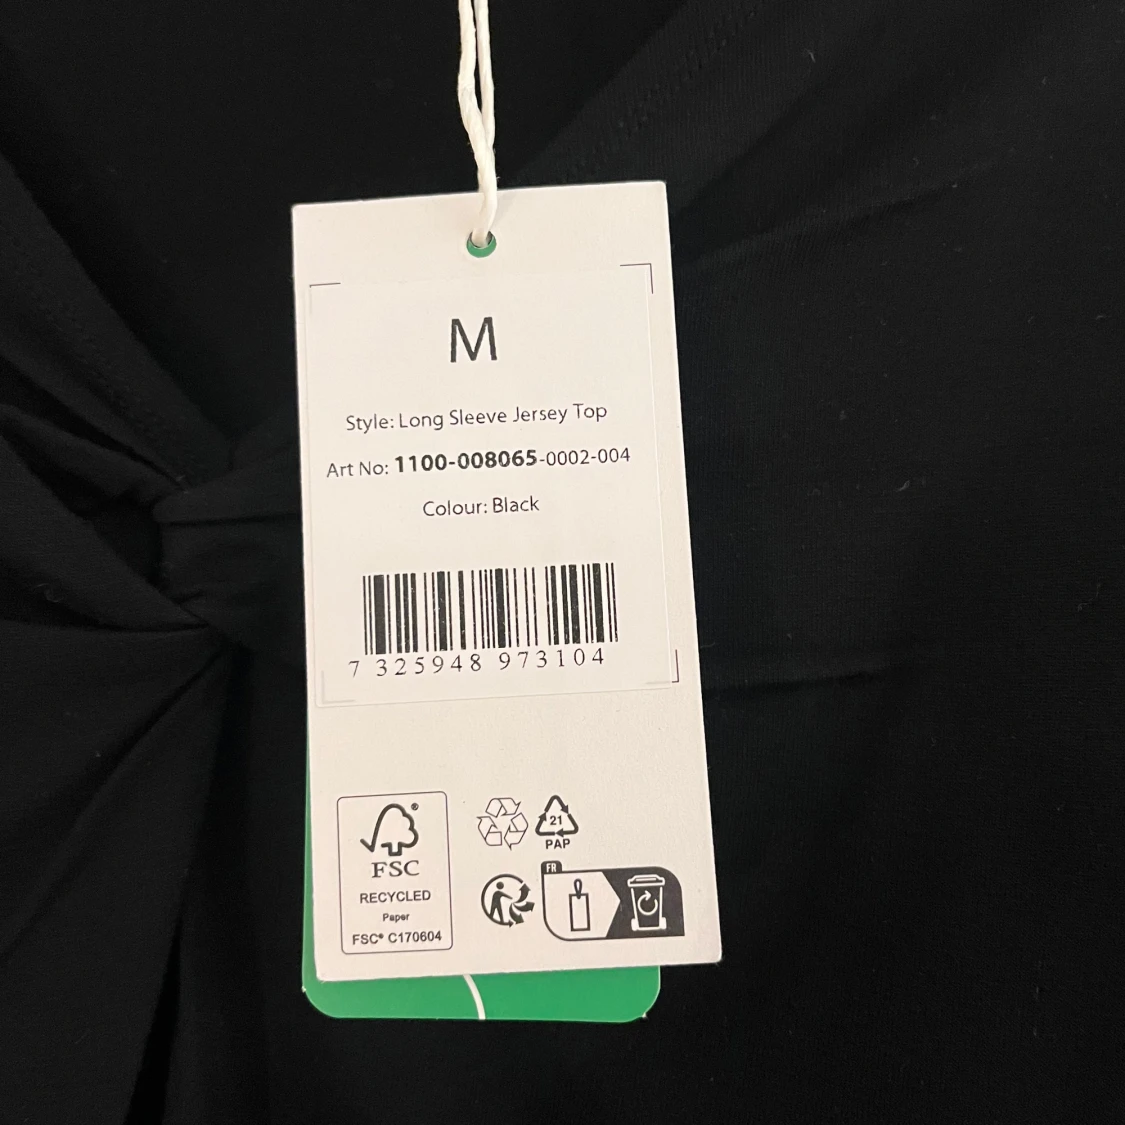 M
Style: Long Sleeve Jersey Top
Art No: 1100-008065-0002-004
Colour: Black
7 325948 973104
®
FSC
RECYCLED
Paper
FSC® C170604
21
PAP
FR